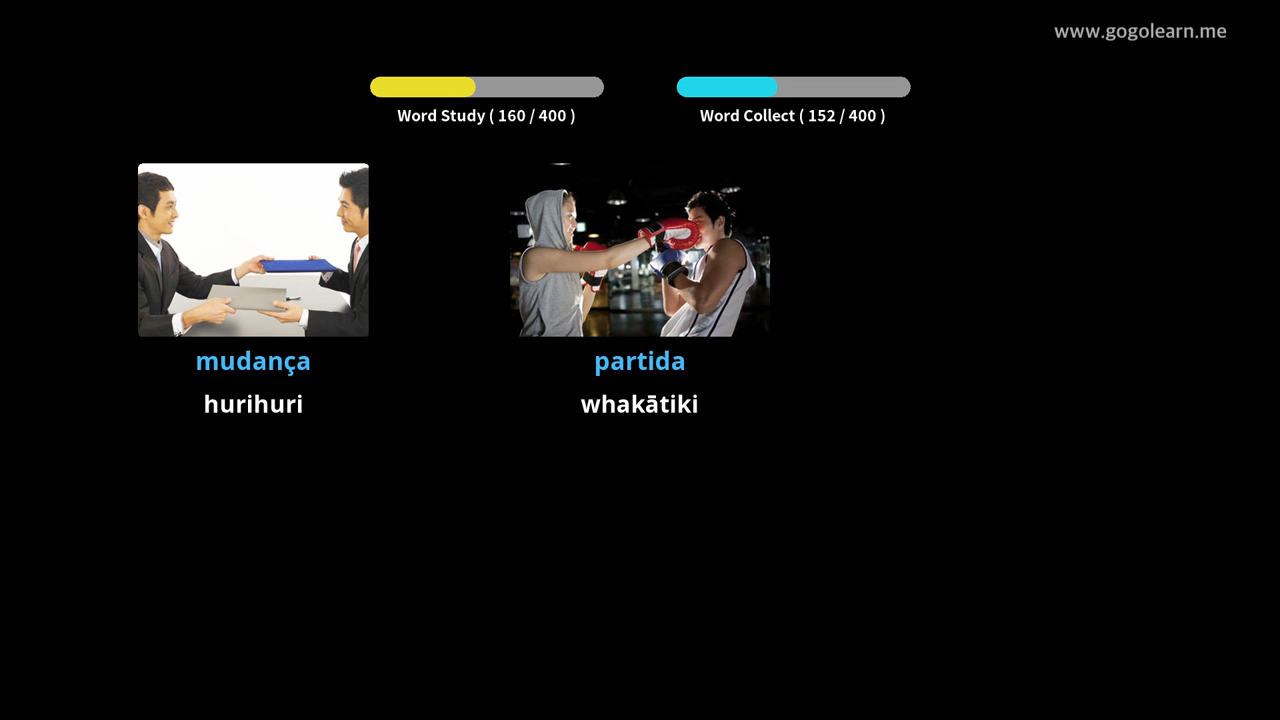 www.gogolearn.me
Word Study ( 160 / 400 )
Word Collect ( 152 / 400 )
mudança
partida
hurihuri
whakātiki